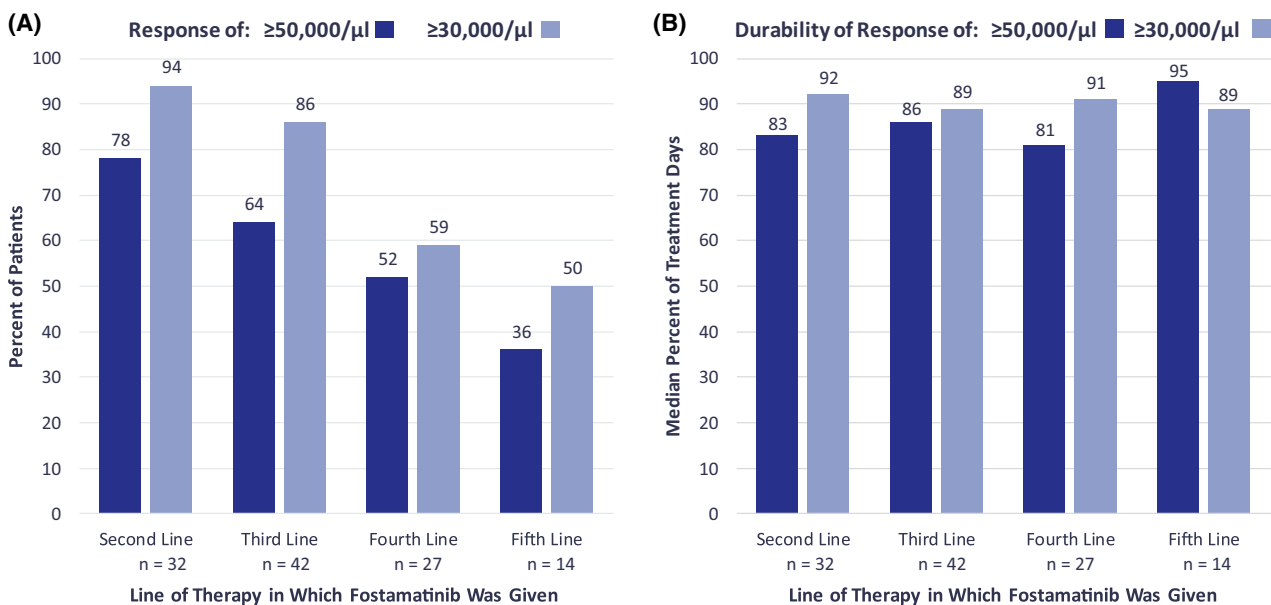 (A)
Response of: ≥50,000/µl ≥30,000/µl
Percent of Patients
100
90
80
70
60
50
40
30
20
10
0
78
94
64
86
52
59
36
50
Second Line
n = 32
Third Line
n = 42
Fourth Line
n = 27
Fifth Line
n = 14
Line of Therapy in Which Fostamatinib Was Given
(B)
Durability of Response of: ≥50,000/µl ≥30,000/µl
Median Percent of Treatment Days
100
90
80
70
60
50
40
30
20
10
0
83
92
86
89
81
91
95
89
Second Line
n = 32
Third Line
n = 42
Fourth Line
n = 27
Fifth Line
n = 14
Line of Therapy in Which Fostamatinib Was Given